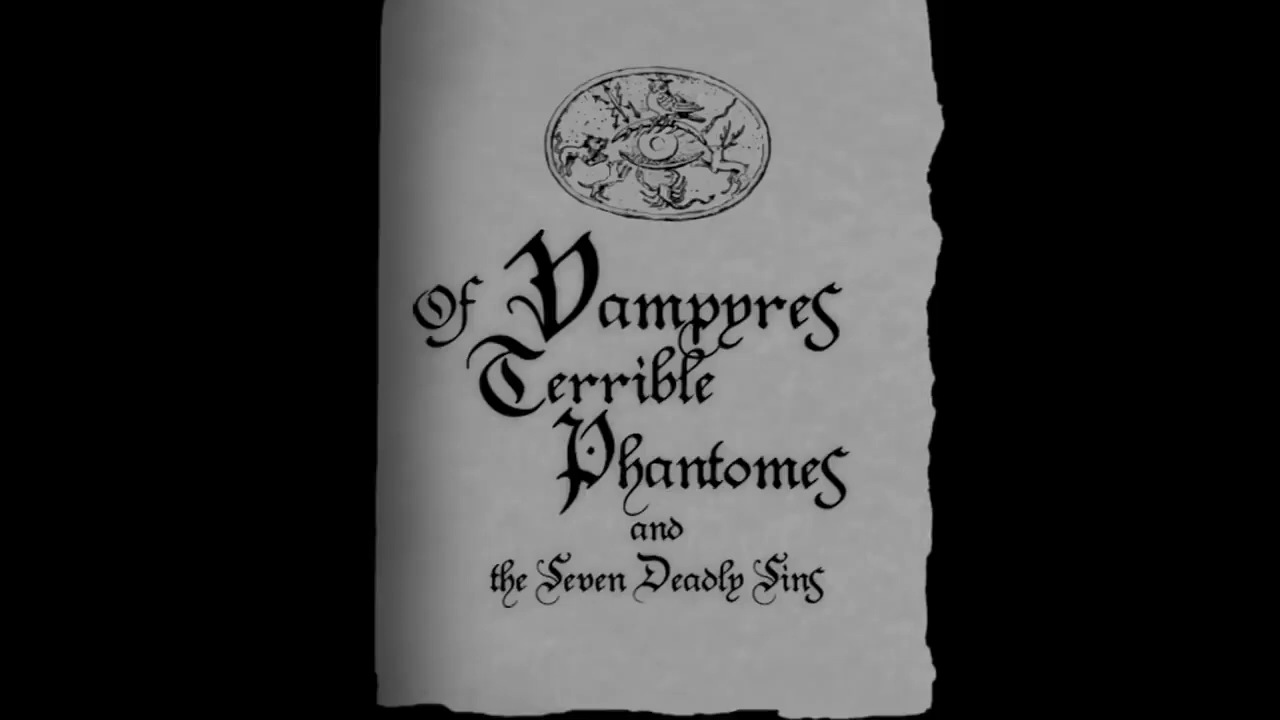 Of Vampyres
Terrible
Phantomes
and
the Seven Deadly Sins